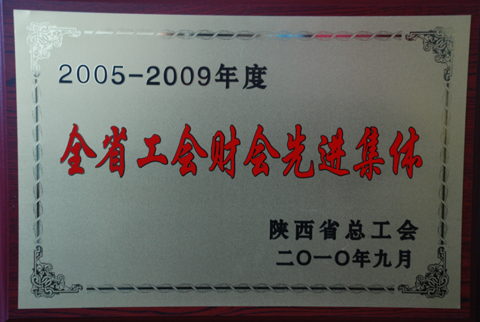 2005-2009年度
全省工会财会先进集体
陕西省总工会
二〇一〇年九月